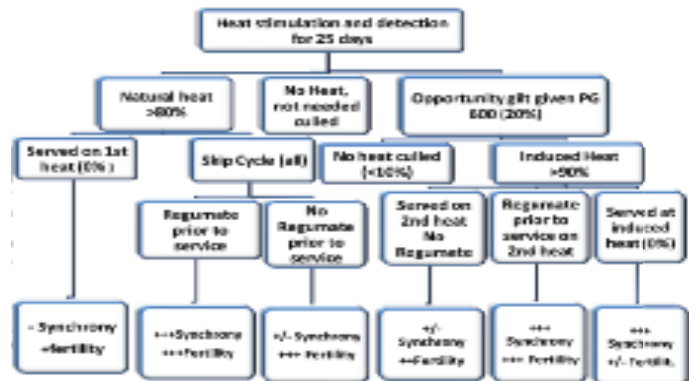 Heat stimulation and detection
for 25 days
Natural heat
>80%
No Heat,
not needed
culled
Opportunity gilt given PG
600 (20%)
Served on 1st
heat (0%)
Skip Cycle (all)
No heat culled
(<10%)
Induced Heat
>90%
Regumate
prior to
service
No
Regumate
prior to
service
Served on
2nd heat
No
Regumate
Regumate
prior to
service on
2nd heat
Served at
induced
heat (0%)
- Synchrony
+fertility
+++Synchrony
+++Fertility
+/- Synchrony
+++ Fertility
+/-
Synchrony
++Fertility
+++
Synchrony
+++ Fertility
+++
Synchrony
+/- Fertilit.